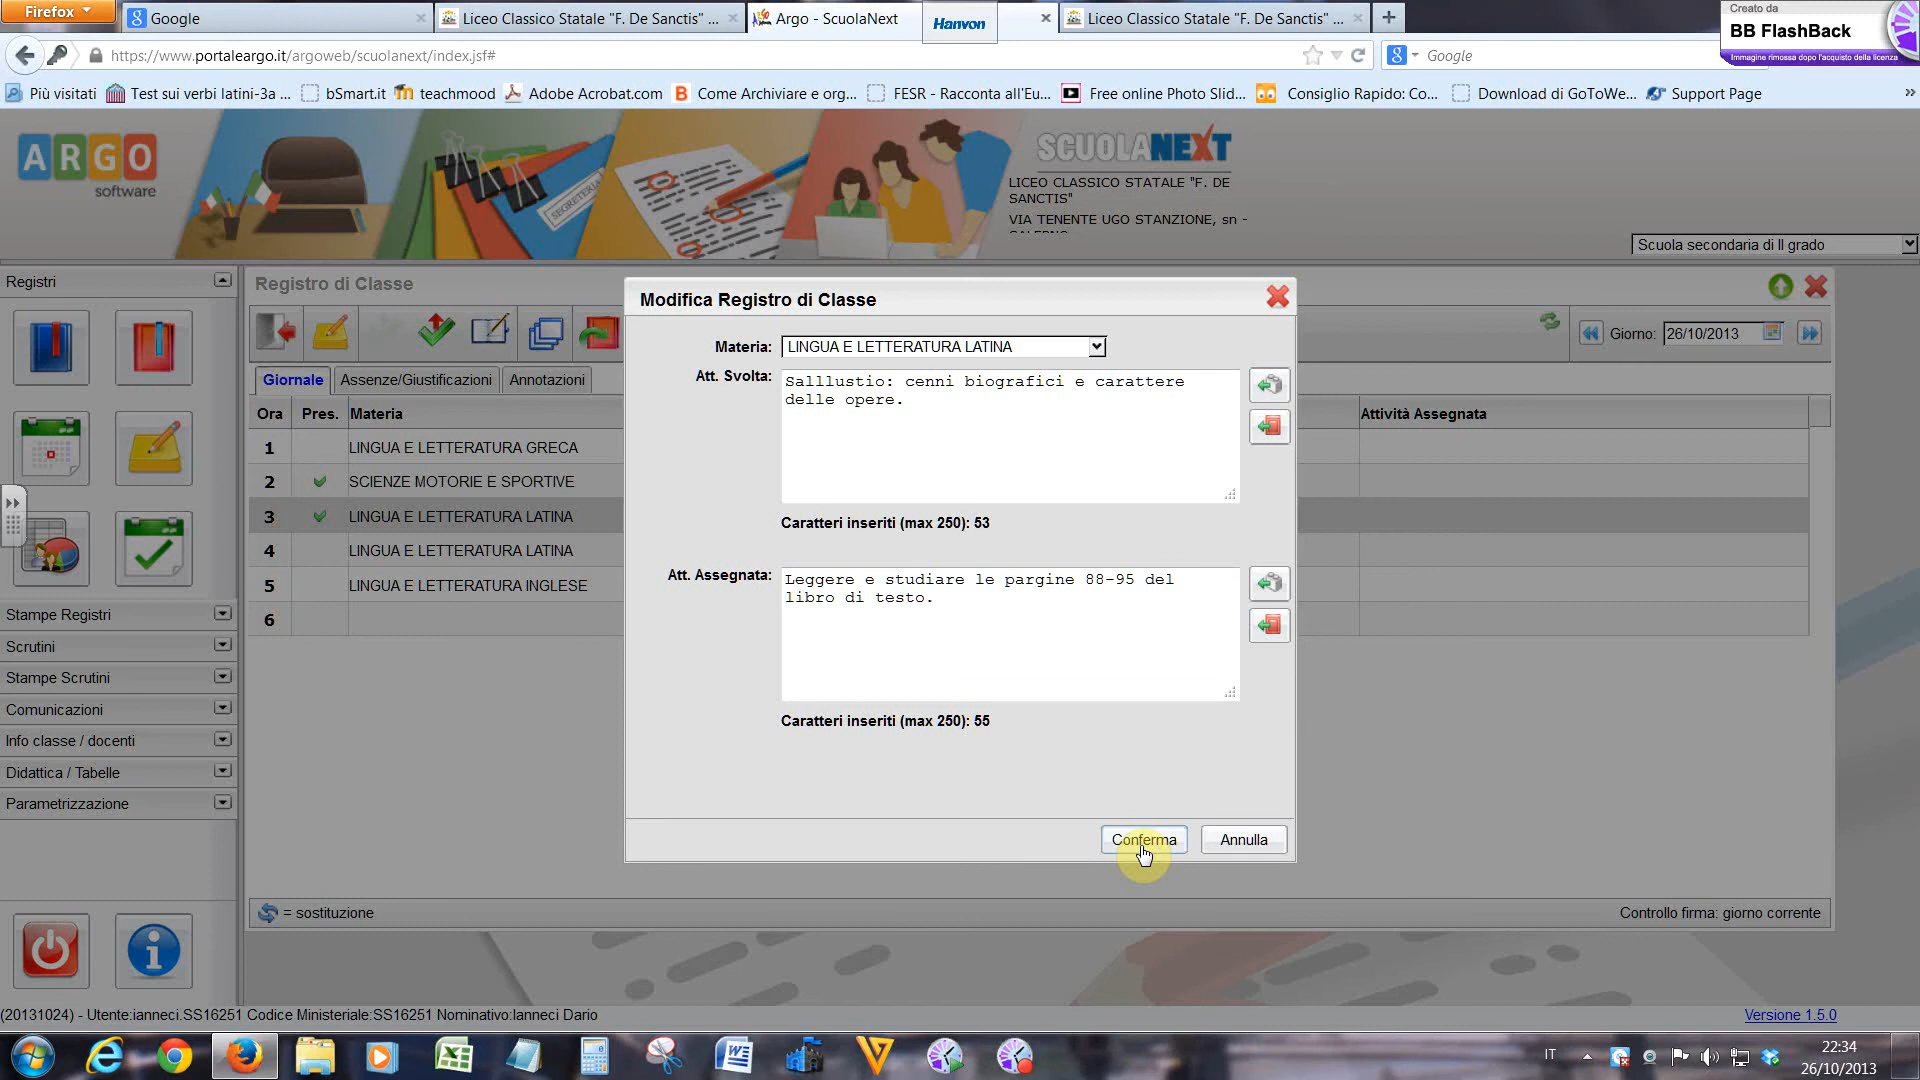 Firefox
Google
Liceo Classico Statale "F. De Sanctis" ...
Argo - ScuolaNext
Hanvon
Liceo Classico Statale "F. De Sanctis" ...
Creato da
BB FlashBack
Immagine rimossa dopo l'acquisto della licenza
https://www.portaleargo.it/argoweb/scuolanext/index.jsf#
Google
Più visitati
Test sui verbi latini-3a ...
bSmart.it
teachmood
Adobe Acrobat.com
Come Archiviare e org...
FESR - Racconta all'Eu...
Free online Photo Slid...
Consiglio Rapido: Co...
Download di GoToWe...
Support Page
ARGO
software
SEGRETERIA
SCUOLANEXT
LICEO CLASSICO STATALE "F. DE
SANCTIS"
VIA TENENTE UGO STANZIONE, sn -
SALERNO
Scuola secondaria di II grado
Registri
Registro di Classe
Giorno: 26/10/2013
Giornale
Assenze/Giustificazioni
Annotazioni
Ora Pres. Materia
Attività Assegnata
1 LINGUA E LETTERATURA GRECA
2 SCIENZE MOTORIE E SPORTIVE
3 LINGUA E LETTERATURA LATINA
4 LINGUA E LETTERATURA LATINA
5 LINGUA E LETTERATURA INGLESE
6
Modifica Registro di Classe
Materia: LINGUA E LETTERATURA LATINA
Att. Svolta: Salllustio: cenni biografici e carattere
delle opere.
Caratteri inseriti (max 250): 53
Att. Assegnata: Leggere e studiare le pargine 88-95 del
libro di testo.
Caratteri inseriti (max 250): 55
Conferma
Annulla
Stampe Registri
Scrutini
Stampe Scrutini
Comunicazioni
Info classe / docenti
Didattica / Tabelle
Parametrizzazione
= sostituzione
Controllo firma: giorno corrente
(20131024) - Utente:ianneci.SS16251 Codice Ministeriale:SS16251 Nominativo:Ianneci Dario
Versione 1.5.0
IT
22:34
26/10/2013